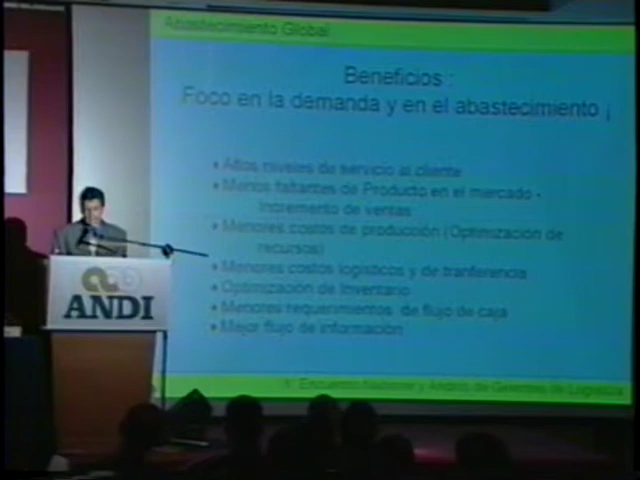 Abastecimiento Global
Beneficios :
Foco en la demanda y en el abastecimiento ¡
• Altos niveles de servicio al cliente
• Menos faltantes de Producto en el mercado -
Incremento de ventas
• Menores costos de producción (Optimización de
recursos)
• Menores costos logísticos y de tranferencia
• Optimización de Inventario
• Menores requerimientos de flujo de caja
• Mejor flujo de información
Encuentro Nacional y Andino de Gerentes de Logística
ANDI